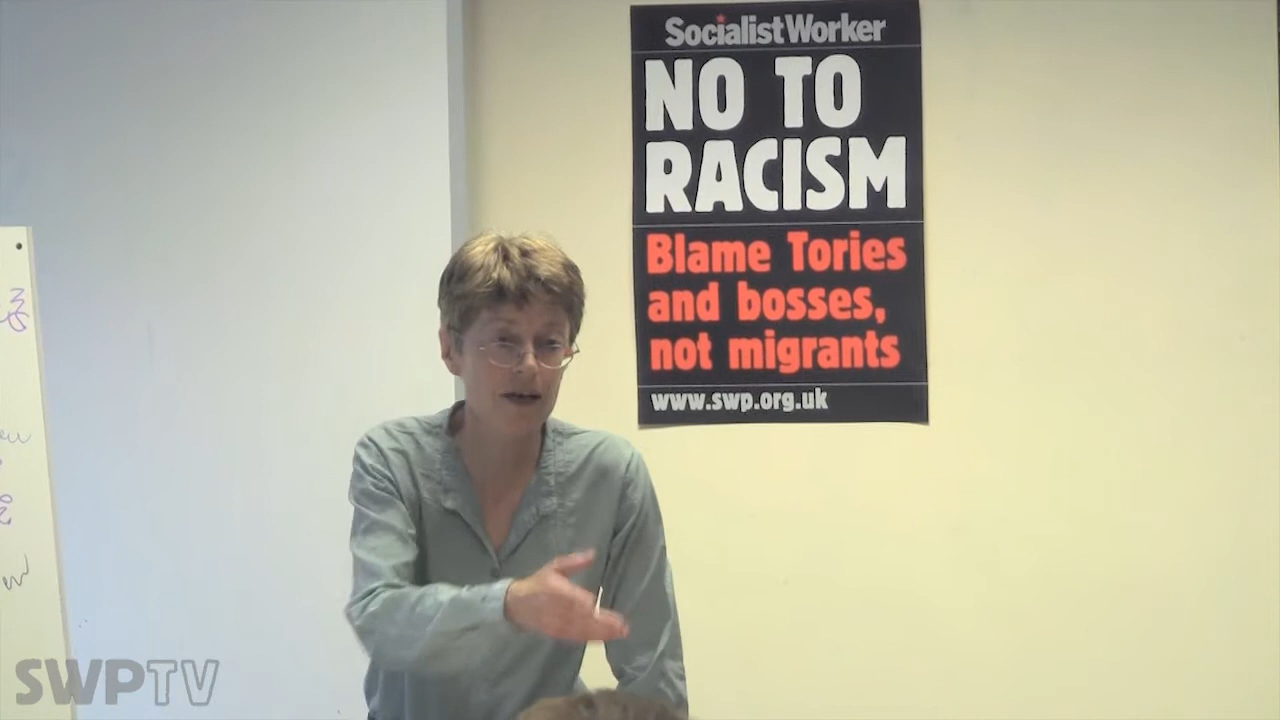 Socialist Worker
NO TO
RACISM
Blame Tories
and bosses,
not migrants
www.swp.org.uk
SWPTV